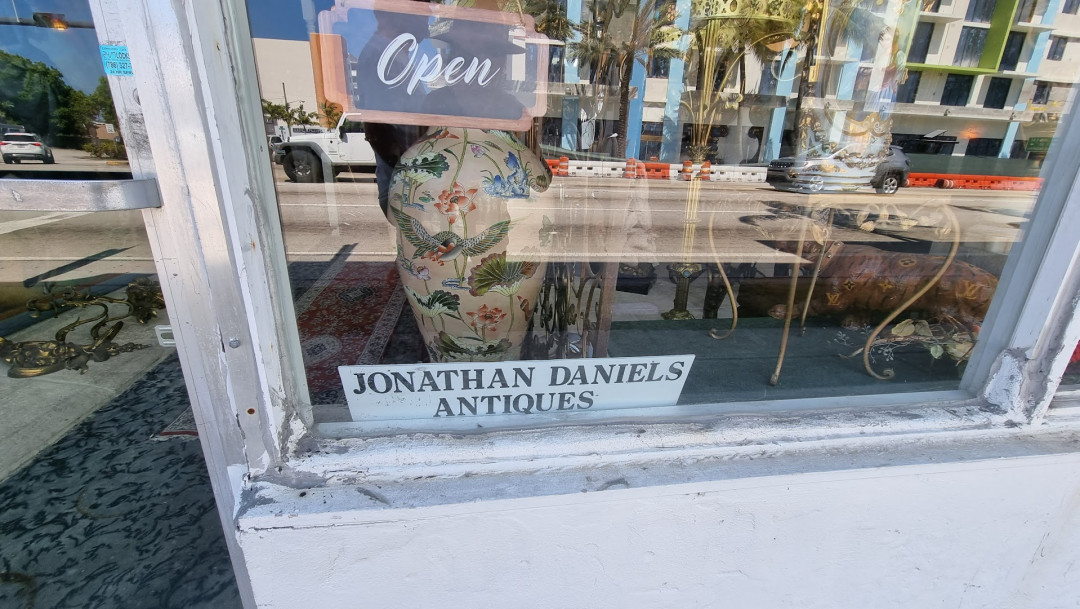 Open
JONATHAN DANIELS
ANTIQUES